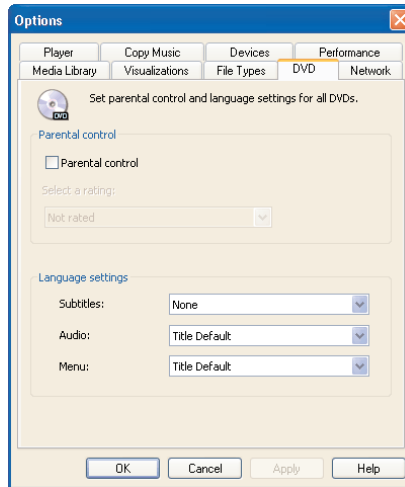 Options
Player Copy Music Devices Performance
Media Library Visualizations File Types DVD Network
DVD
Set parental control and language settings for all DVDs.
Parental control
Parental control
Select a rating:
Not rated
Language settings
Subtitles: None
Audio: Title Default
Menu: Title Default
OK Cancel Apply Help